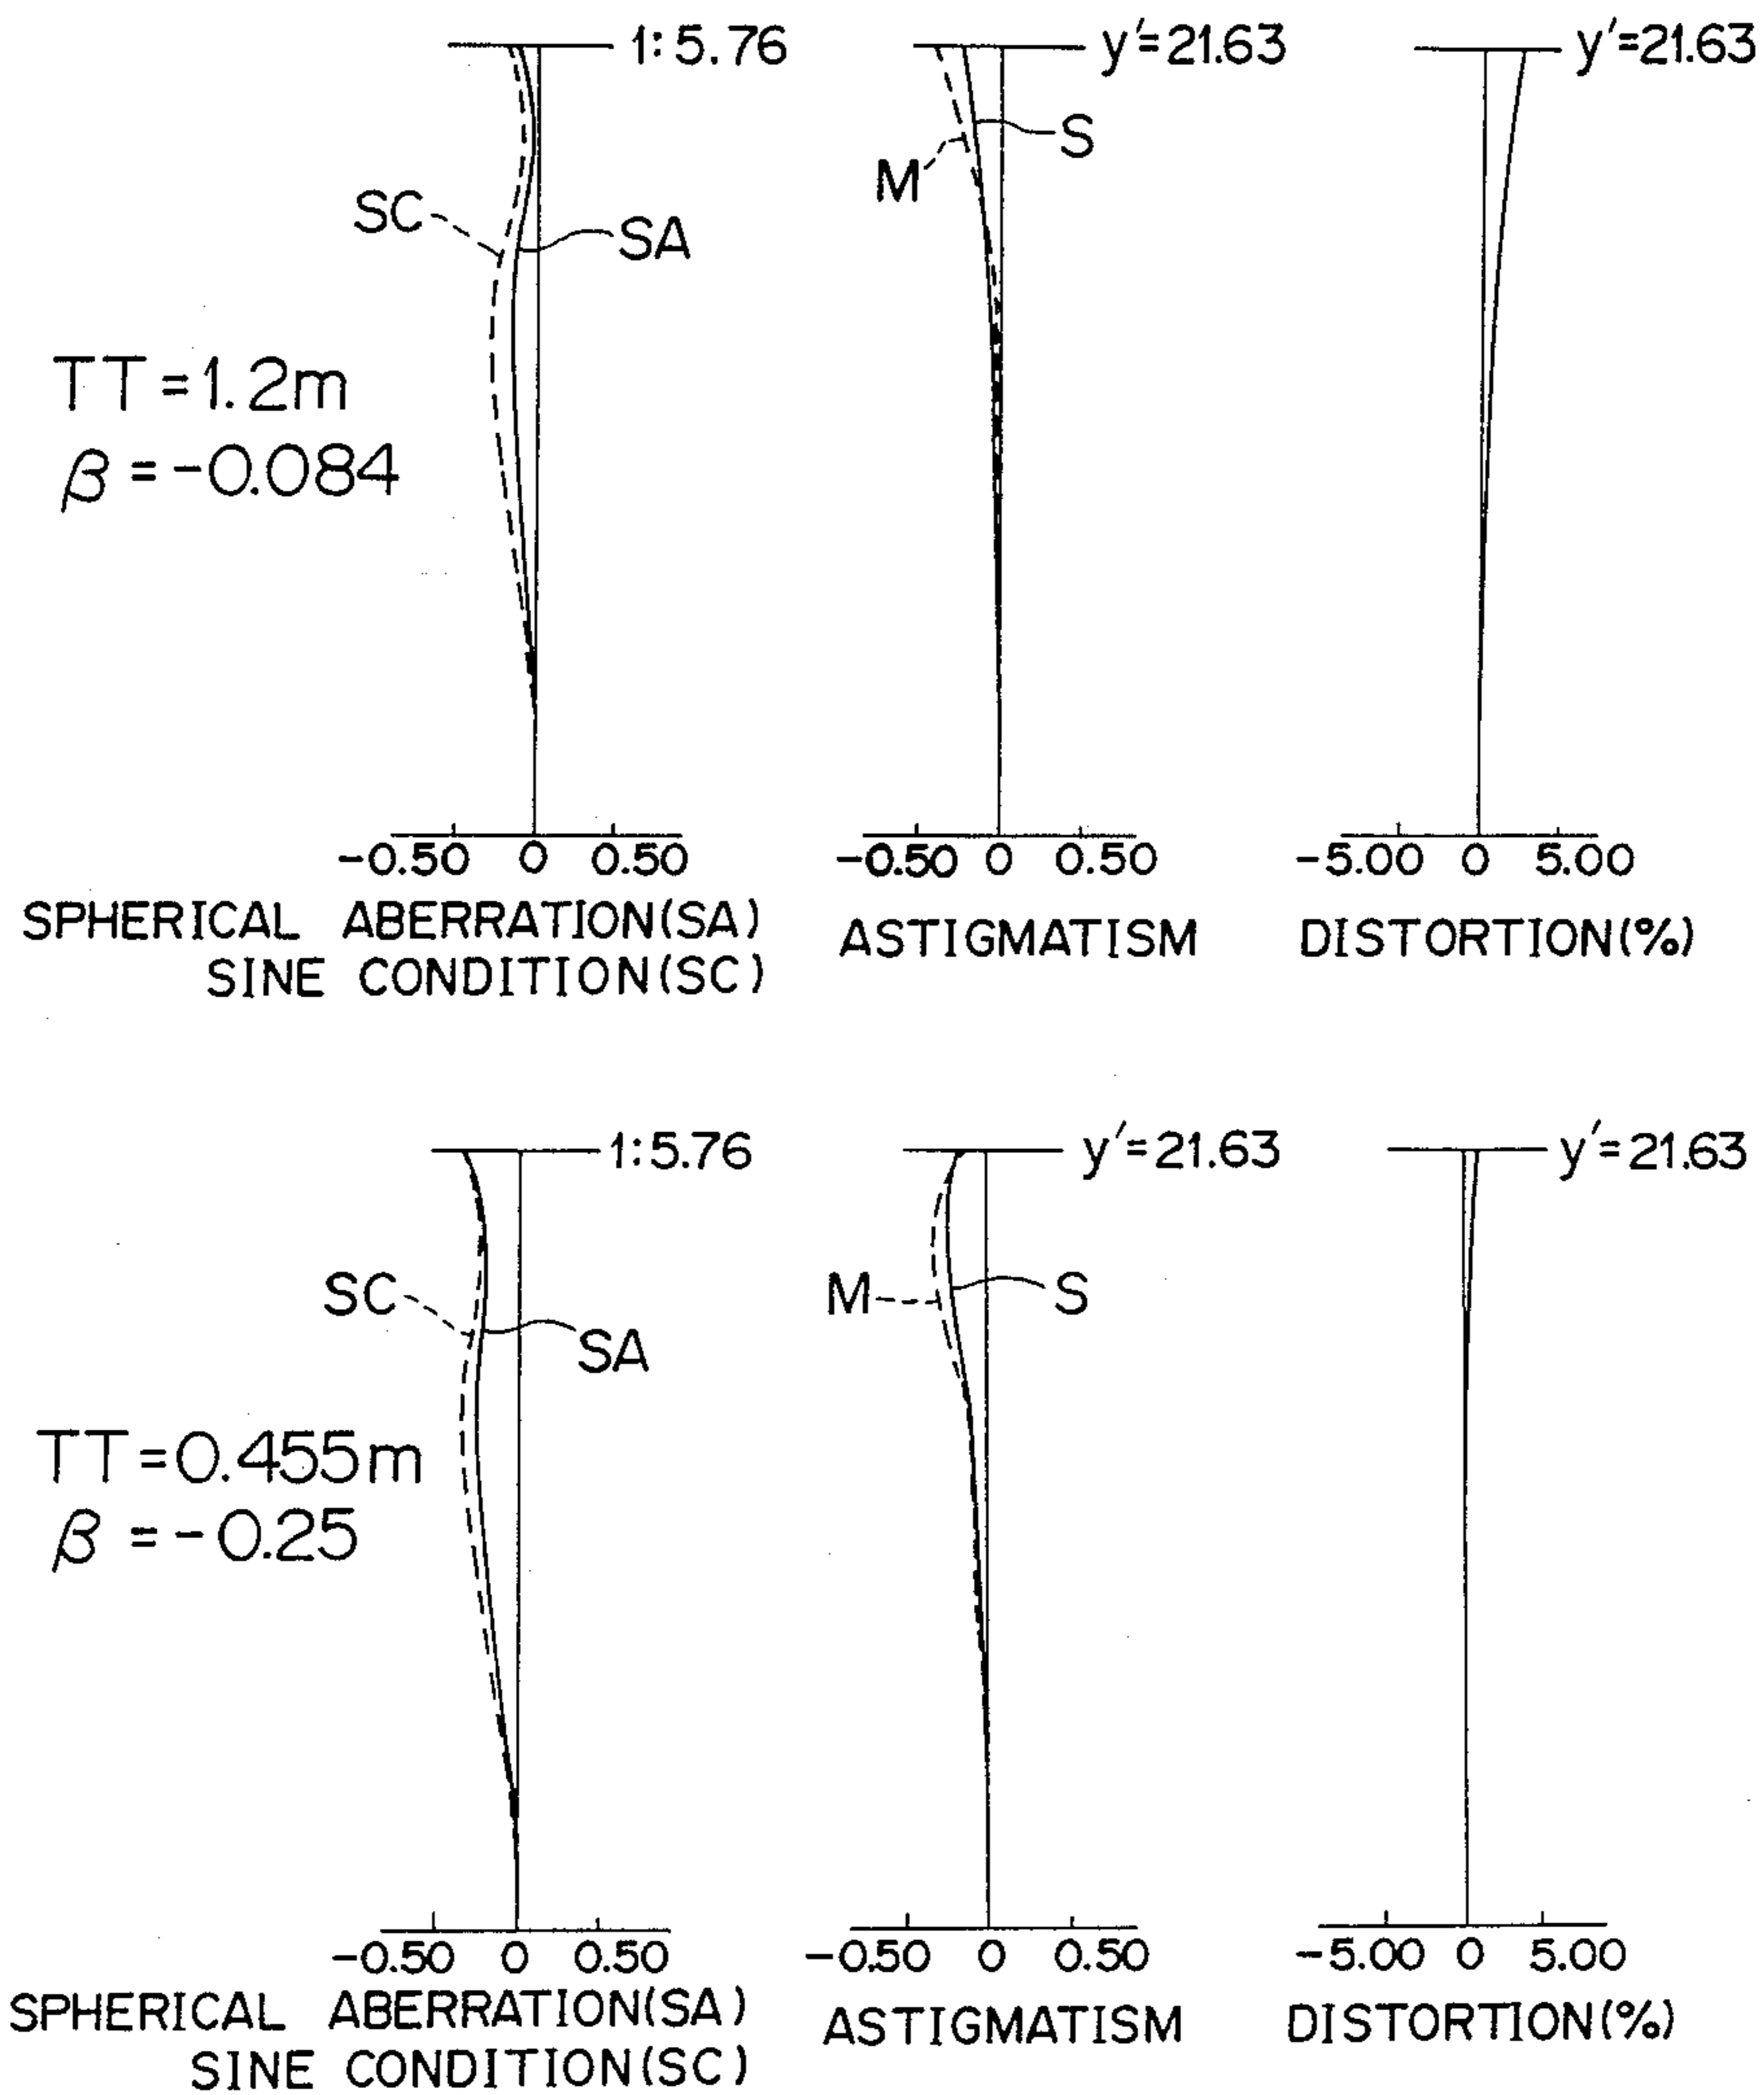 1:5.76
y'=21.63
y'=21.63
S
M
SC
SA
TT=1.2m
β=-0.084
-0.50 0 0.50
-0.50 0 0.50
-5.00 0 5.00
SPHERICAL ABERRATION(SA)
SINE CONDITION(SC)
ASTIGMATISM
DISTORTION(%)
1:5.76
y'=21.63
y'=21.63
SC
SA
M
S
TT=0.455m
β=-0.25
-0.50 0 0.50
-0.50 0 0.50
-5.00 0 5.00
SPHERICAL ABERRATION(SA)
SINE CONDITION(SC)
ASTIGMATISM
DISTORTION(%)